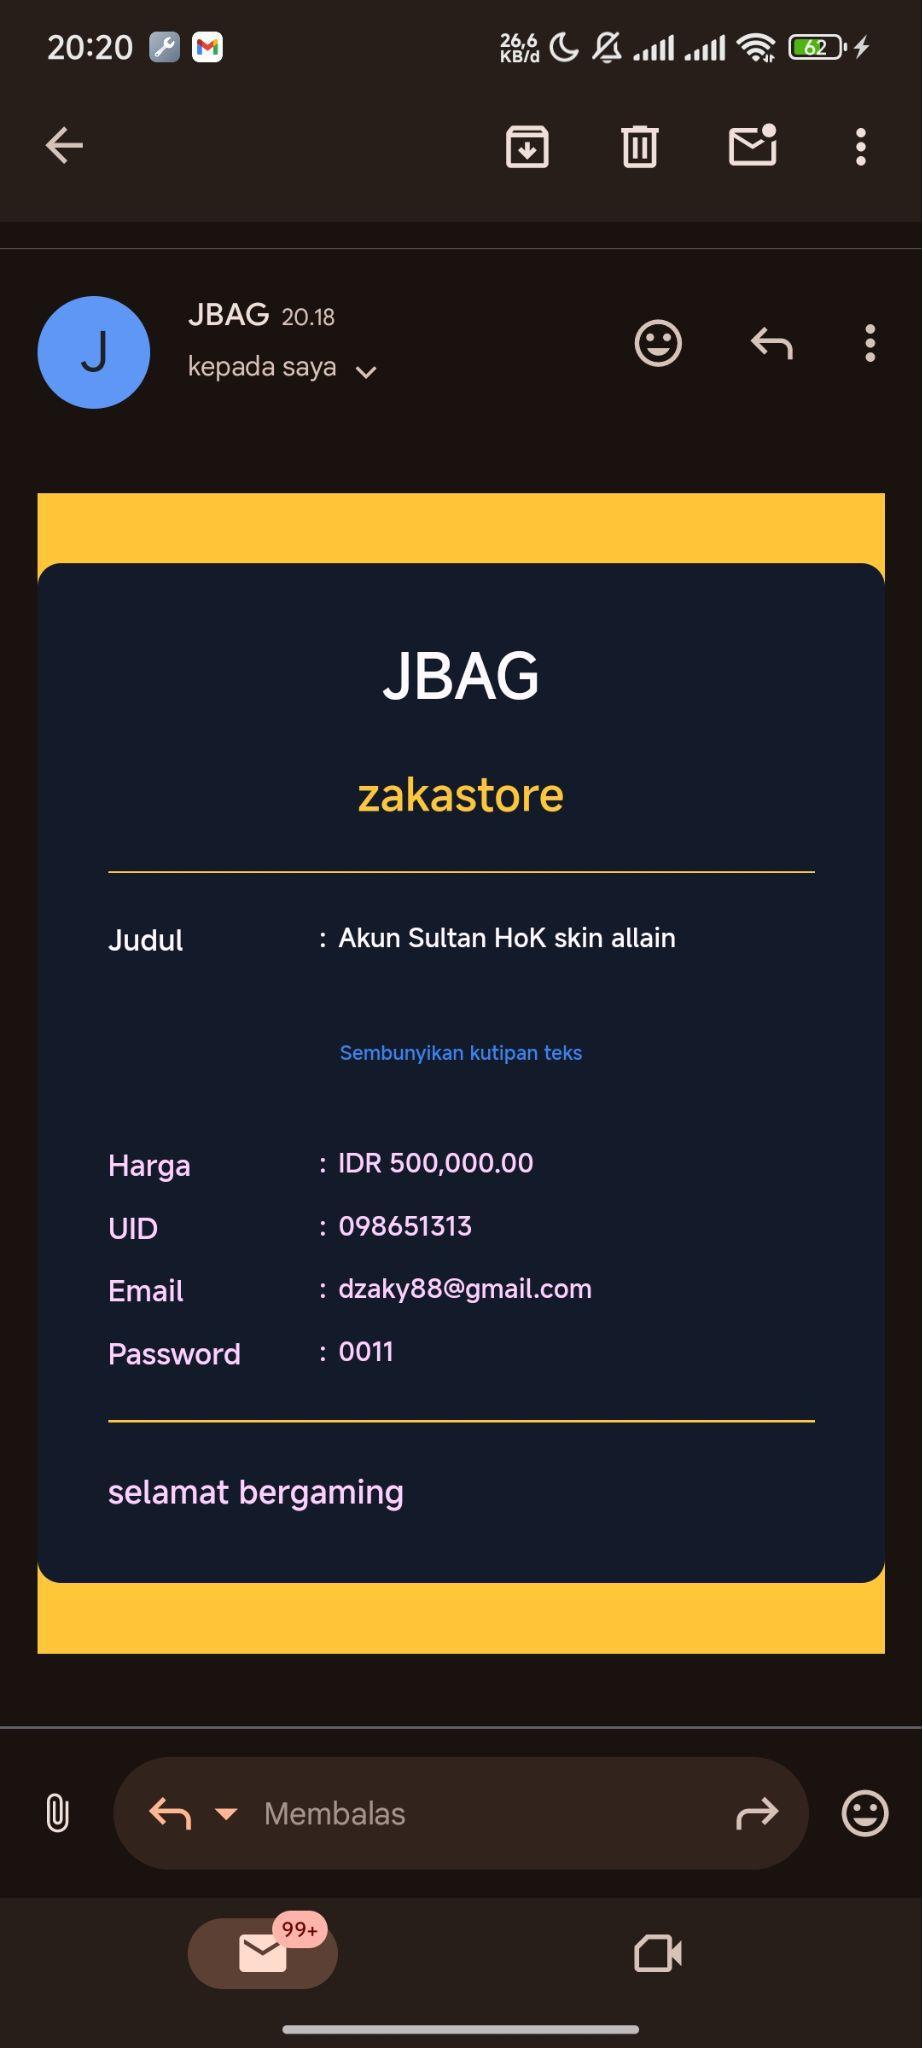 20:20
26,6
KB/d
62
JBAG 20.18
kepada saya
J
JBAG
zakastore
Judul : Akun Sultan HoK skin allain
Sembunyikan kutipan teks
Harga : IDR 500,000.00
UID : 098651313
Email : dzaky88@gmail.com
Password : 0011
selamat bergaming
Membalas
99+